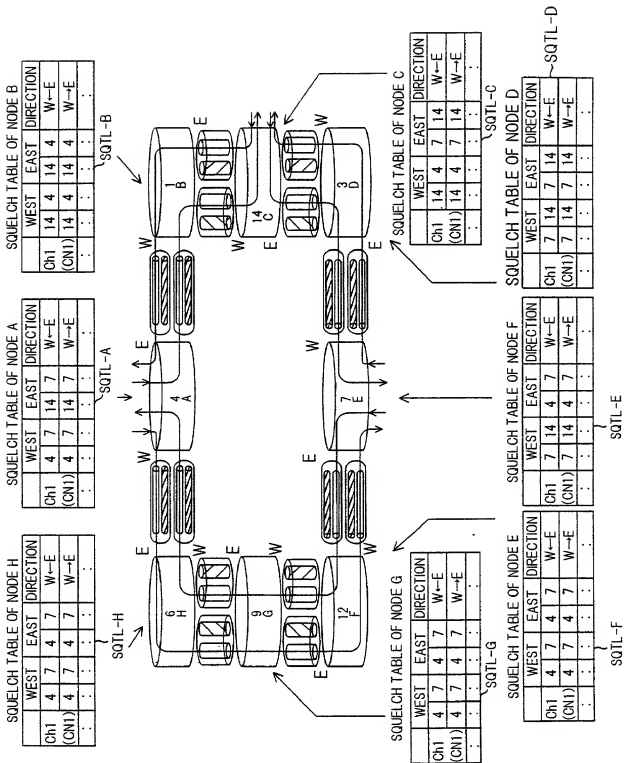 SQUELCH TABLE OF NODE H
WEST EAST DIRECTION
Ch1 4 7 4 7 W←E
(CN1) 4 7 4 7 W→E
SQTL-H
SQUELCH TABLE OF NODE A
WEST EAST DIRECTION
Ch1 4 7 14 7 W←E
(CN1) 4 7 14 7 W→E
SQTL-A
SQUELCH TABLE OF NODE B
WEST EAST DIRECTION
Ch1 14 4 14 4 W←E
(CN1) 14 4 14 4 W→E
SQTL-B
E W E W
6 H
4 A
1 B
W E
E W
9 G
14 C
W E
E W
12 F
7 E
3 D
W E W E
SQUELCH TABLE OF NODE G
WEST EAST DIRECTION
Ch1 4 7 4 7 W←E
(CN1) 4 7 4 7 W→E
SQTL-G
SQUELCH TABLE OF NODE C
WEST EAST DIRECTION
Ch1 14 4 7 14 W←E
(CN1) 14 4 7 14 W→E
SQTL-C
SQUELCH TABLE OF NODE E
WEST EAST DIRECTION
Ch1 4 7 4 7 W←E
(CN1) 4 7 4 7 W→E
SQTL-F
SQUELCH TABLE OF NODE F
WEST EAST DIRECTION
Ch1 7 14 4 7 W←E
(CN1) 7 14 4 7 W→E
SQTL-E
SQUELCH TABLE OF NODE D
WEST EAST DIRECTION
Ch1 7 14 7 14 W←E
(CN1) 7 14 7 14 W→E
SQTL-D